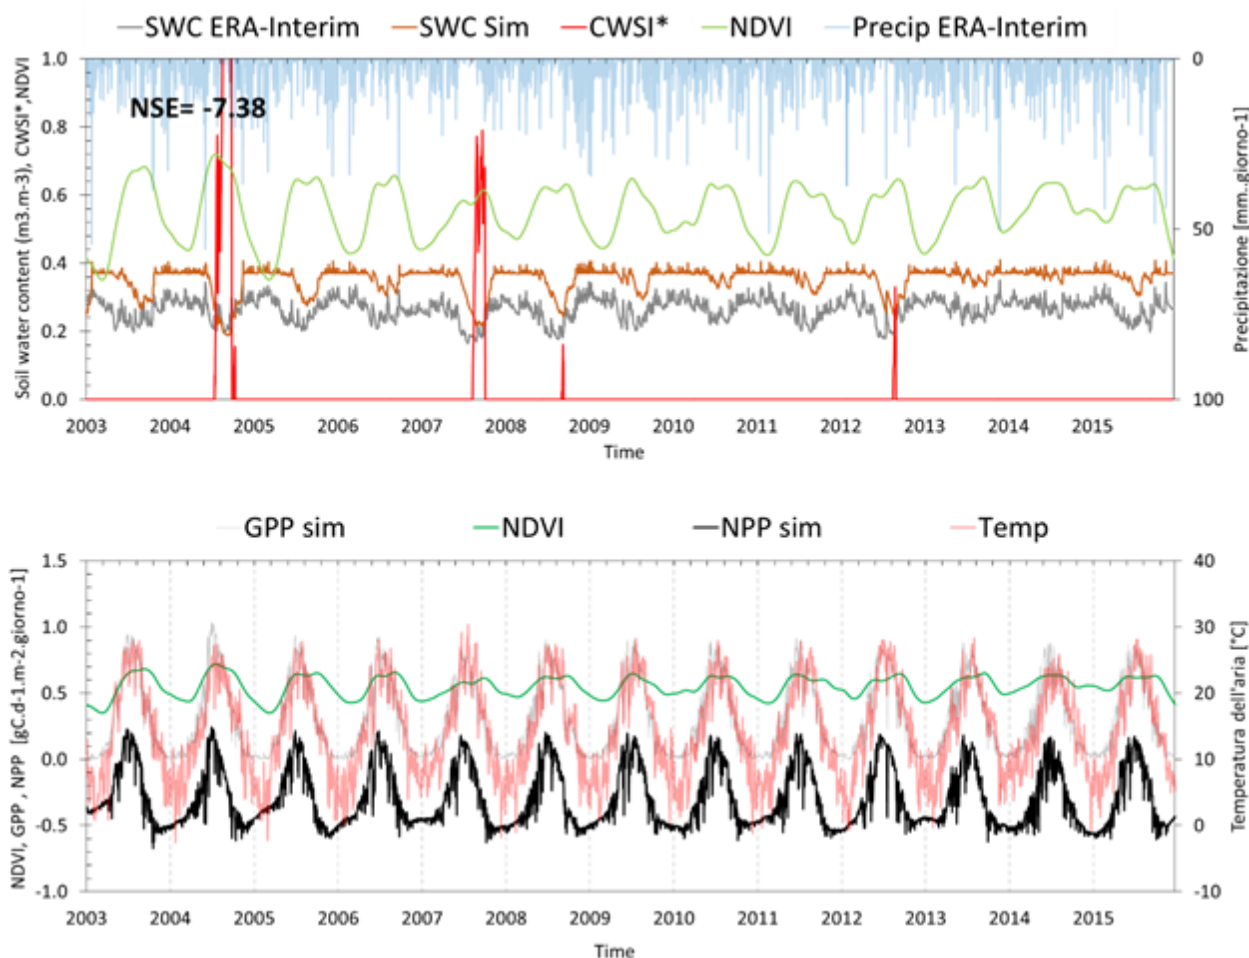 SWC ERA-Interim SWC Sim CWSI* NDVI Precip ERA-Interim
Soil water content (m3.m-3), CWSI*,NDVI
1.0
0.8
0.6
0.4
0.2
0.0
NSE= -7.38
0
50
100
Precipitazione [mm..giorno-1]
2003 2004 2005 2006 2007 2008 2009 2010 2011 2012 2013 2014 2015
Time
GPP sim NDVI NPP sim Temp
NDVI, GPP , NPP [gC.d-1.m-2.giorno-1]
1.5
1.0
0.5
0.0
-0.5
-1.0
40
30
20
10
0
-10
Temperatura dell'aria [°C]
2003 2004 2005 2006 2007 2008 2009 2010 2011 2012 2013 2014 2015
Time